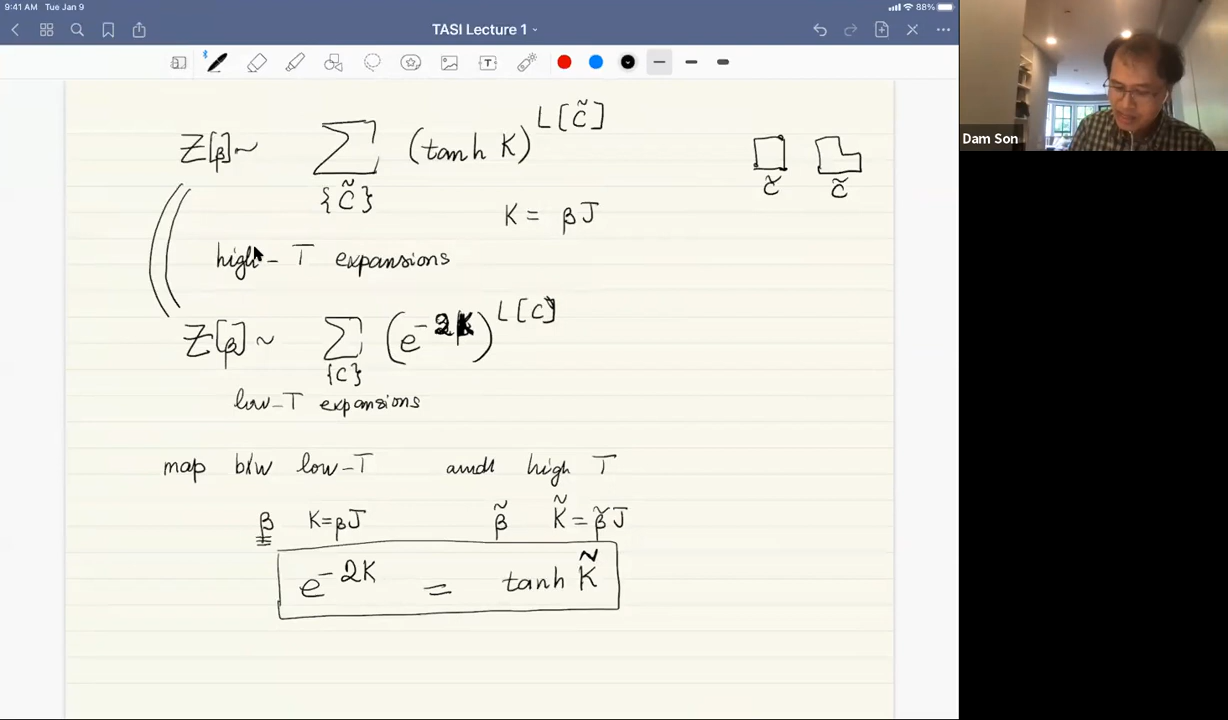 9:41 AM Tue Jan 9
88%
TASI Lecture 1
T
Dam Son
Z[β] ~ Σ (tanh K)^{L[C̃]}
{C̃}
C̃ C̃
K = βJ
high-T expansions
Z[β] ~ Σ (e^{-2K})^{L[C]}
{C}
low-T expansions
map b/w low-T and high T
β K=βJ β̃ K̃ = β̃J
e^{-2K} = tanh K̃